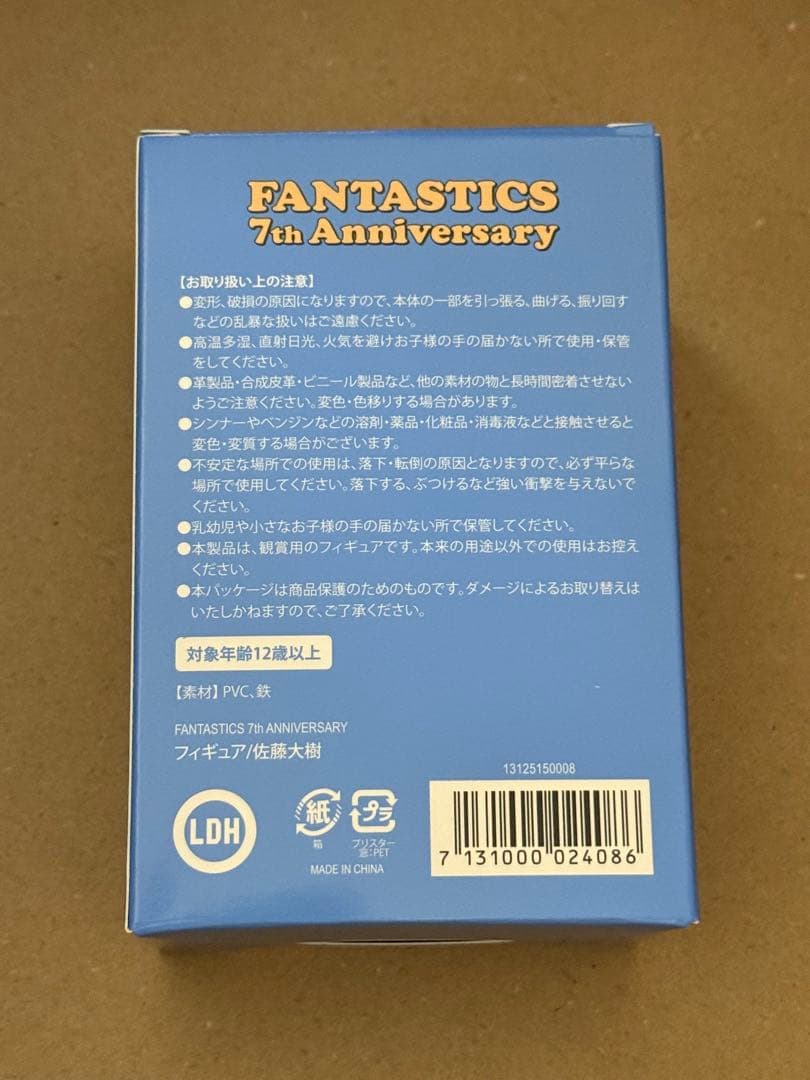 FANTASTICS
7th Anniversary
【お取り扱い上の注意】
●変形、破損の原因になりますので、本体の一部を引っ張る、曲げる、振り回す
などの乱暴な扱いはご遠慮ください。
●高温多湿、直射日光、火気を避けお子様の手の届かない所で使用・保管
をしてください。
●革製品・合成皮革・ビニール製品など、他の素材の物と長時間密着させない
ようご注意ください。変色・色移りする場合があります。
●シンナーやベンジンなどの溶剤・薬品・化粧品・消毒液などと接触させると
変色・変質する場合がございます。
●不安定な場所での使用は、落下・転倒の原因となりますので、必ず平らな
場所で使用してください。落下する、ぶつけるなど強い衝撃を与えないで
ください。
●乳幼児や小さなお子様の手の届かない所で保管してください。
●本製品は、観賞用のフィギュアです。本来の用途以外での使用はお控え
ください。
●本パッケージは商品保護のためのものです。ダメージによるお取り替えは
いたしかねますので、ご了承ください。
対象年齢12歳以上
【素材】PVC、鉄
FANTASTICS 7th ANNIVERSARY
フィギュア/佐藤大樹
13125150008
LDH
紙
プラ
箱
ブリスター
窓:PET
MADE IN CHINA
7 131000 024086